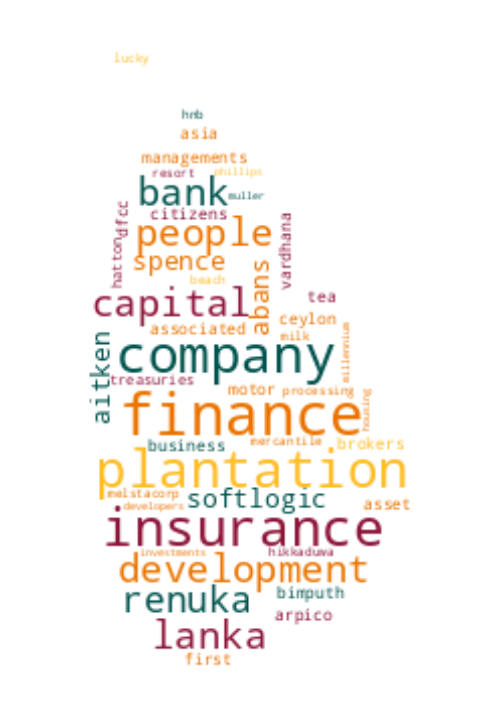 lucky
hnb
asia
managements
resort phillips
bank muller
citizens
dfcc
people
vardhana
hatton
spence
abans
beach
capital
tea
associated ceylon
milk
millennium
aitken
company
treasuries
motor processing
housing
finance
business mercantile brokers
plantation
melstacorp softlogic
developers asset
insurance
investments hikkaduwa
development
renuka bimputh
arpico
lanka
first